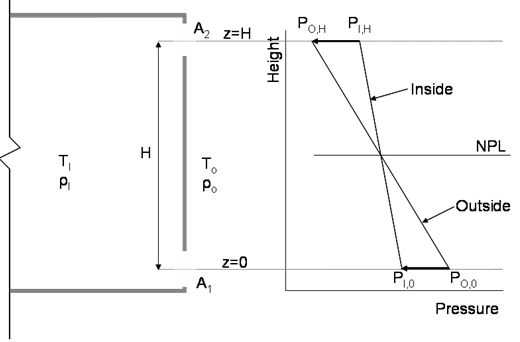 A2
z=H
H
TI
ρI
To
ρo
z=0
A1
Height
PO,H
PI,H
Inside
NPL
Outside
PI,0
PO,0
Pressure